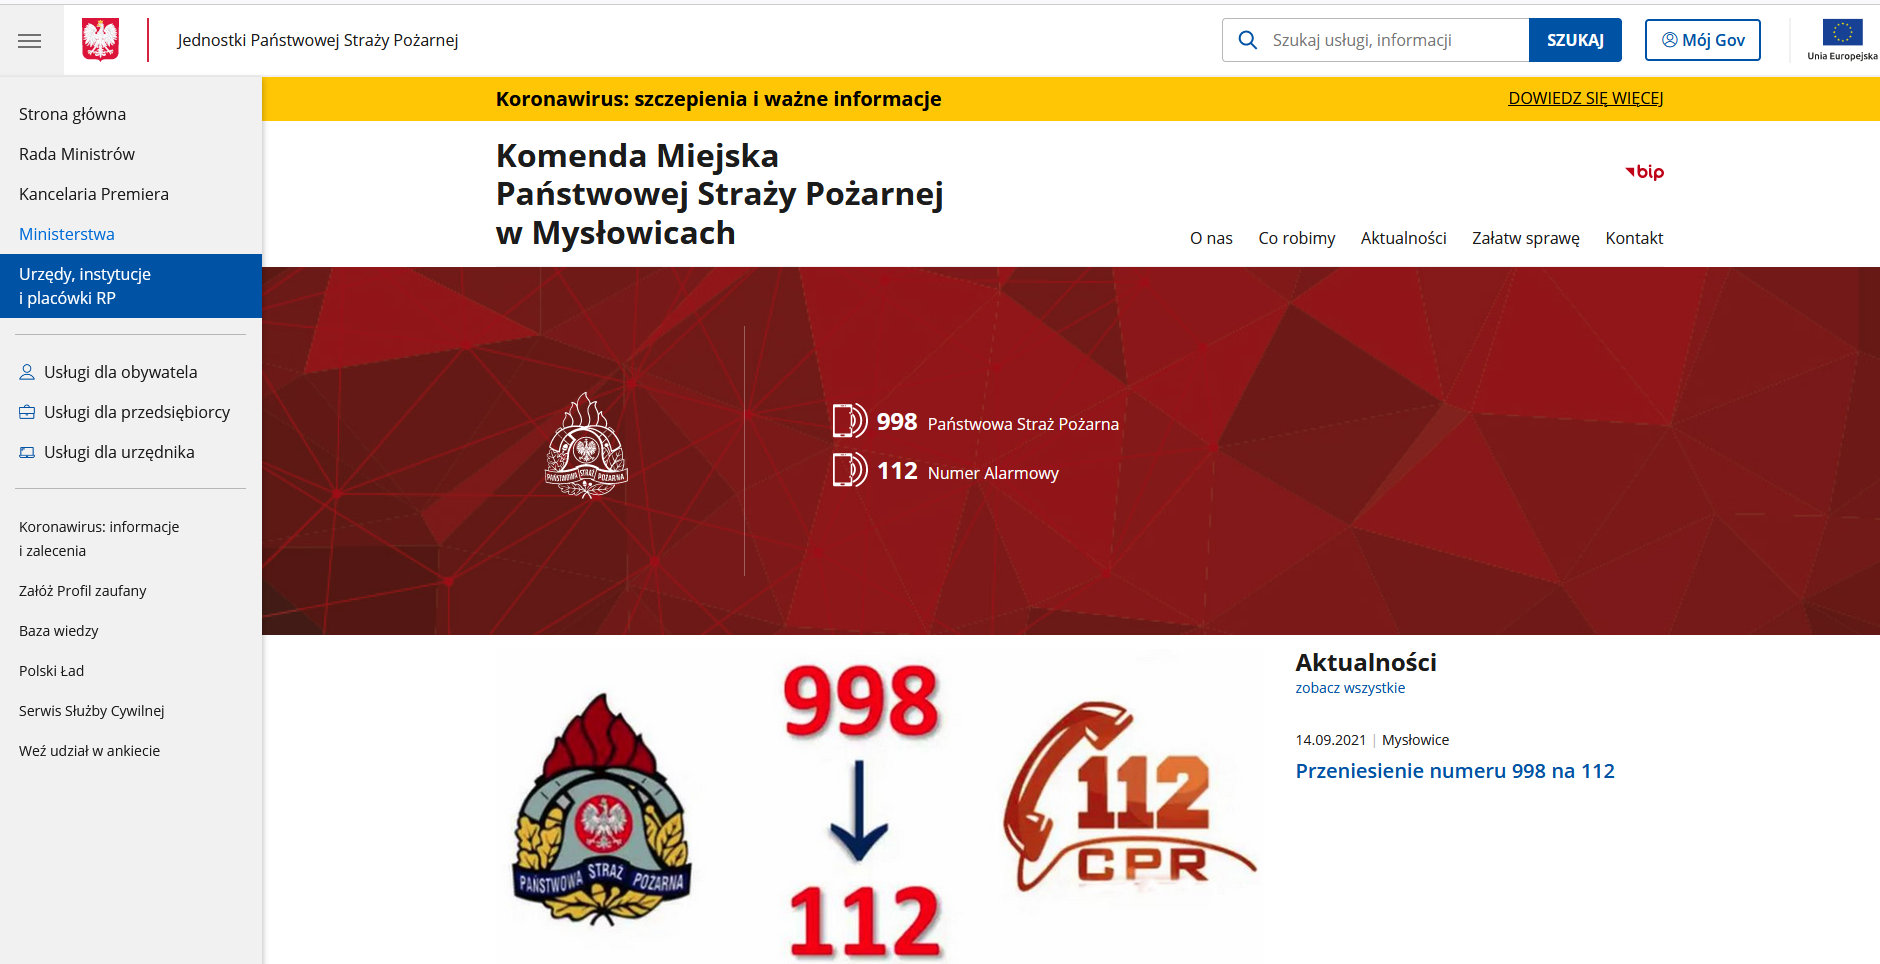 Jednostki Państwowej Straży Pożarnej
Szukaj usługi, informacji
SZUKAJ
Mój Gov
Unia Europejska
Strona główna
Rada Ministrów
Kancelaria Premiera
Ministerstwa
Urzędy, instytucje
i placówki RP
Usługi dla obywatela
Usługi dla przedsiębiorcy
Usługi dla urzędnika
Koronawirus: informacje
i zalecenia
Załóż Profil zaufany
Baza wiedzy
Polski Ład
Serwis Służby Cywilnej
Weź udział w ankiecie
Koronawirus: szczepienia i ważne informacje
DOWIEDZ SIĘ WIĘCEJ
Komenda Miejska
Państwowej Straży Pożarnej
w Mysłowicach
bip
O nas
Co robimy
Aktualności
Załatw sprawę
Kontakt
PAŃSTWOWA STRAŻ POŻARNA
998 Państwowa Straż Pożarna
112 Numer Alarmowy
PAŃSTWOWA STRAŻ POŻARNA
998
112
112
CPR
Aktualności
zobacz wszystkie
14.09.2021 | Mysłowice
Przeniesienie numeru 998 na 112